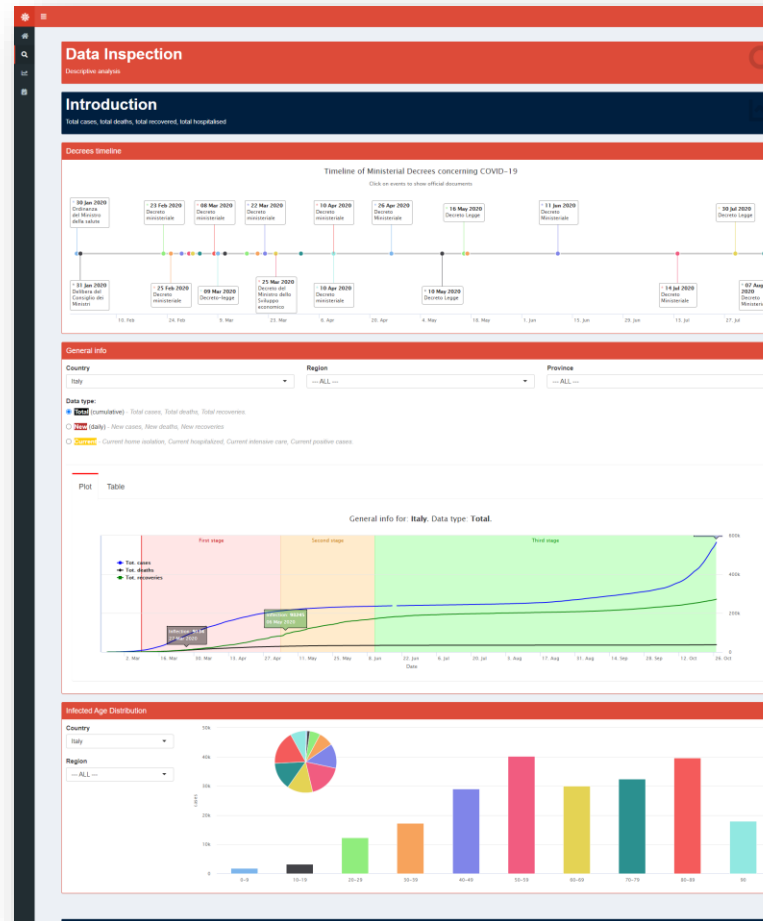 Data Inspection
Descriptive analysis
Introduction
Total cases, total deaths, total recovered, total hospitalised
Decrees timeline
Timeline of Ministerial Decrees concerning COVID-19
Click on events to show official documents
30 Jan 2020
Ordinanza
del Ministro
della salute
23 Feb 2020
Decreto
ministeriale
08 Mar 2020
Decreto
ministeriale
22 Mar 2020
Decreto
ministeriale
10 Apr 2020
Decreto
ministeriale
26 Apr 2020
Decreto
ministeriale
16 May 2020
Decreto Legge
11 Jun 2020
Decreto
Ministeriale
30 Jul 2020
Decreto Legge
31 Jan 2020
Delibera del
Consiglio dei
Ministri
25 Feb 2020
Decreto
ministeriale
09 Mar 2020
Decreto-legge
25 Mar 2020
Decreto del
Ministro dello
Sviluppo
economico
10 Apr 2020
Decreto
ministeriale
10 May 2020
Decreto Legge
14 Jul 2020
Decreto
Ministeriale
07 Aug
2020
Decreto
10. Feb 24. Feb 9. Mar 23. Mar 6. Apr 20. Apr 4. May 18. May 1. Jun 15. Jun 29. Jun 13. Jul 27. Jul
General info
Country Region Province
Italy ---ALL--- ---ALL---
Data type:
Total (cumulative) - Total cases, Total deaths, Total recoveries.
New (daily) - New cases, New deaths, New recoveries
Current - Current home isolation, Current hospitalized, Current intensive care, Current positive cases.
Plot Table
General info for: Italy. Data type: Total.
First stage Second stage Third stage
600k
Tot. cases
Tot. deaths
Tot. recoveries
400k
200k
0
2. Mar 16. Mar 30. Mar 13. Apr 27. Apr 11. May 25. May 8. Jun 22. Jun 6. Jul 20. Jul 3. Aug 17. Aug 31. Aug 14. Sep 28. Sep 12. Oct 26. Oct
Date
Infected Age Distribution
Country
Italy
Region
---ALL---
50k
40k
30k
20k
10k
0
Cases
0-9 10-19 20-29 30-39 40-49 50-59 60-69 70-79 80-89 90